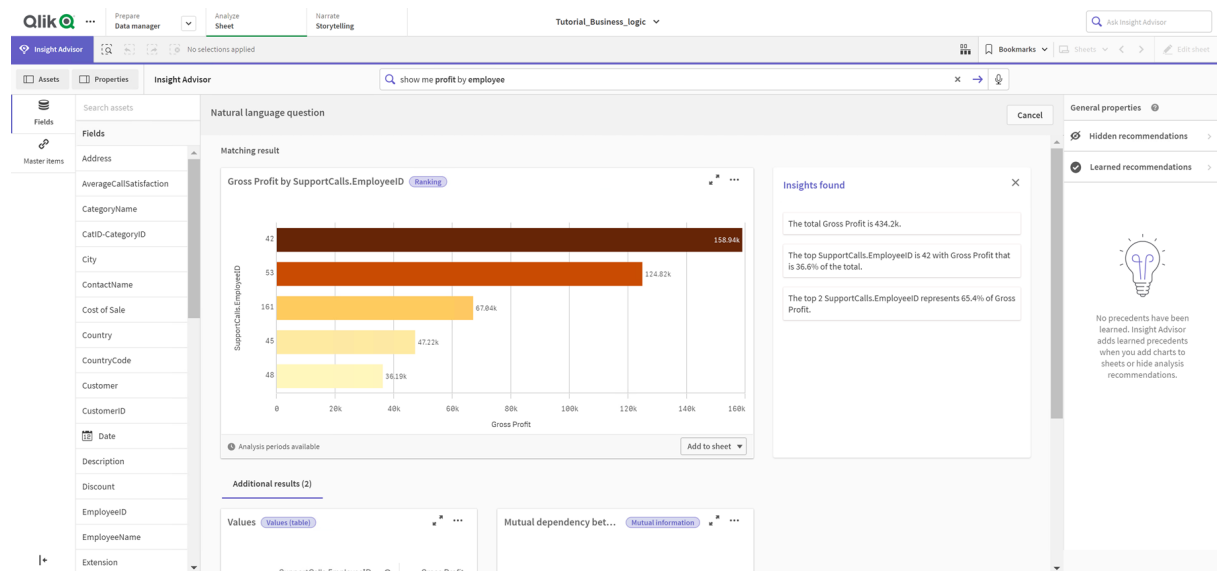 Qlik
Prepare
Data manager
Analyze
Sheet
Narrate
Storytelling
Tutorial_Business_logic
Ask Insight Advisor
Insight Advisor
No selections applied
Bookmarks
Sheets
Edit sheet
Assets
Properties
Insight Advisor
show me profit by employee
Fields
Master items
Search assets
Fields
Address
AverageCallSatisfaction
CategoryName
CatID-CategoryID
City
ContactName
Cost of Sale
Country
CountryCode
Customer
CustomerID
Date
Description
Discount
EmployeeID
EmployeeName
Extension
Natural language question
Cancel
Matching result
Gross Profit by SupportCalls.EmployeeID Ranking
SupportCalls.EmployeeID
42 158.94k
53 124.82k
161 67.04k
45 47.22k
48 36.19k
0 20k 40k 60k 80k 100k 120k 140k 160k
Gross Profit
Analysis periods available
Add to sheet
Insights found
The total Gross Profit is 434.2k.
The top SupportCalls.EmployeeID is 42 with Gross Profit that
is 36.6% of the total.
The top 2 SupportCalls.EmployeeID represents 65.4% of Gross
Profit.
Additional results (2)
Values Values (table)
Mutual dependency bet... Mutual information
General properties
Hidden recommendations
Learned recommendations
No precedents have been
learned. Insight Advisor
adds learned precedents
when you add charts to
sheets or hide analysis
recommendations.